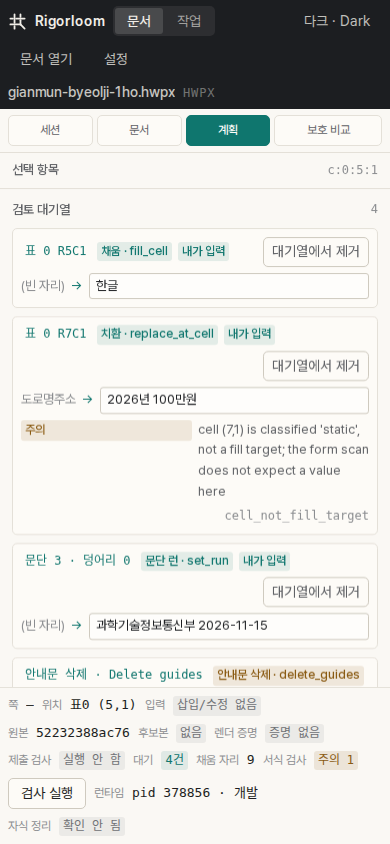 Rigorloom 문서 작업 다크 · Dark
문서 열기 설정
gianmun-byeolji-1ho.hwpx HWPX
세션 문서 계획 보호 비교
선택 항목 c:0:5:1
검토 대기열 4
표 0 R5C1 채움 · fill_cell 내가 입력 대기열에서 제거
(빈 자리) → 한글
표 0 R7C1 치환 · replace_at_cell 내가 입력
대기열에서 제거
도로명주소 → 2026년 100만원
주의 cell (7,1) is classified 'static',
not a fill target; the form scan
does not expect a value
here
cell_not_fill_target
문단 3 · 덩어리 0 문단 런 · set_run 내가 입력
대기열에서 제거
(빈 자리) → 과학기술정보통신부 2026-11-15
안내문 삭제 · Delete guides 안내문 삭제 · delete_guides
쪽 — 위치 표0 (5,1) 입력 삽입/수정 없음
원본 52232388ac76 후보본 없음 렌더 증명 증명 없음
제출 검사 실행 안 함 대기 4건 채움 자리 9 서식 검사 주의 1
검사 실행 런타임 pid 378856 · 개발
자식 정리 확인 안 됨